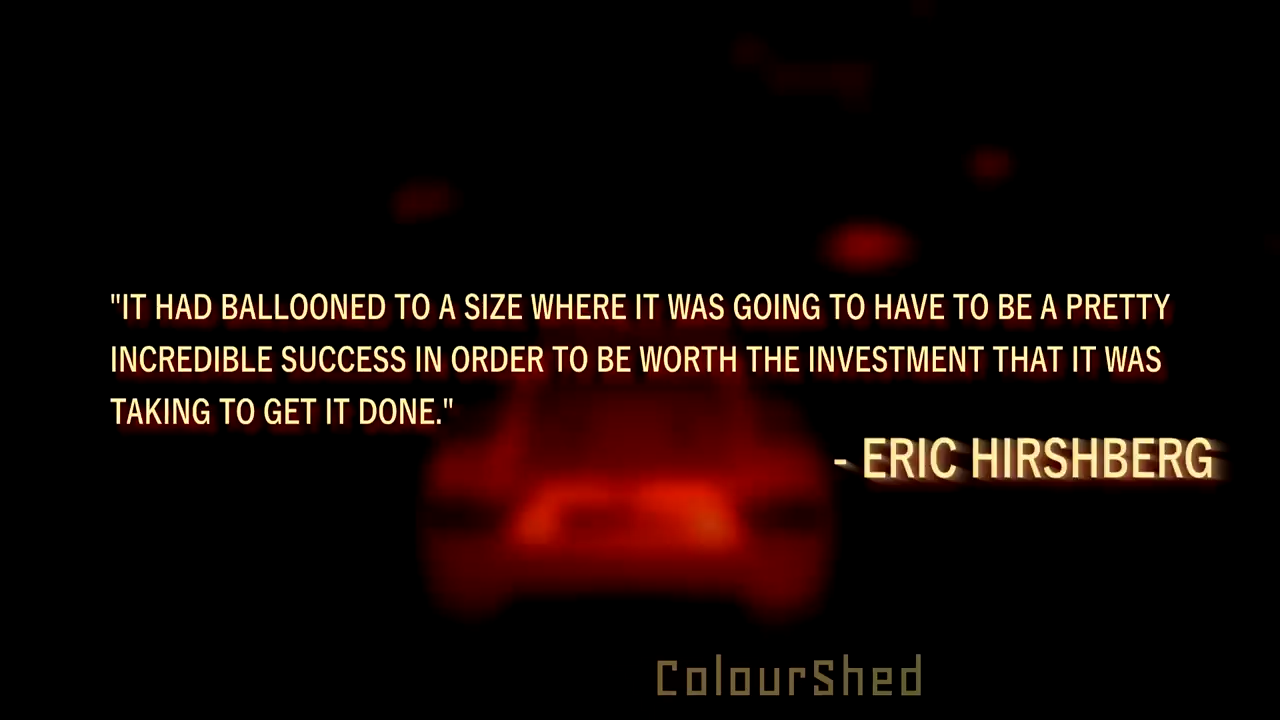 "IT HAD BALLOONED TO A SIZE WHERE IT WAS GOING TO HAVE TO BE A PRETTY
INCREDIBLE SUCCESS IN ORDER TO BE WORTH THE INVESTMENT THAT IT WAS
TAKING TO GET IT DONE."
- ERIC HIRSHBERG
ColourShed